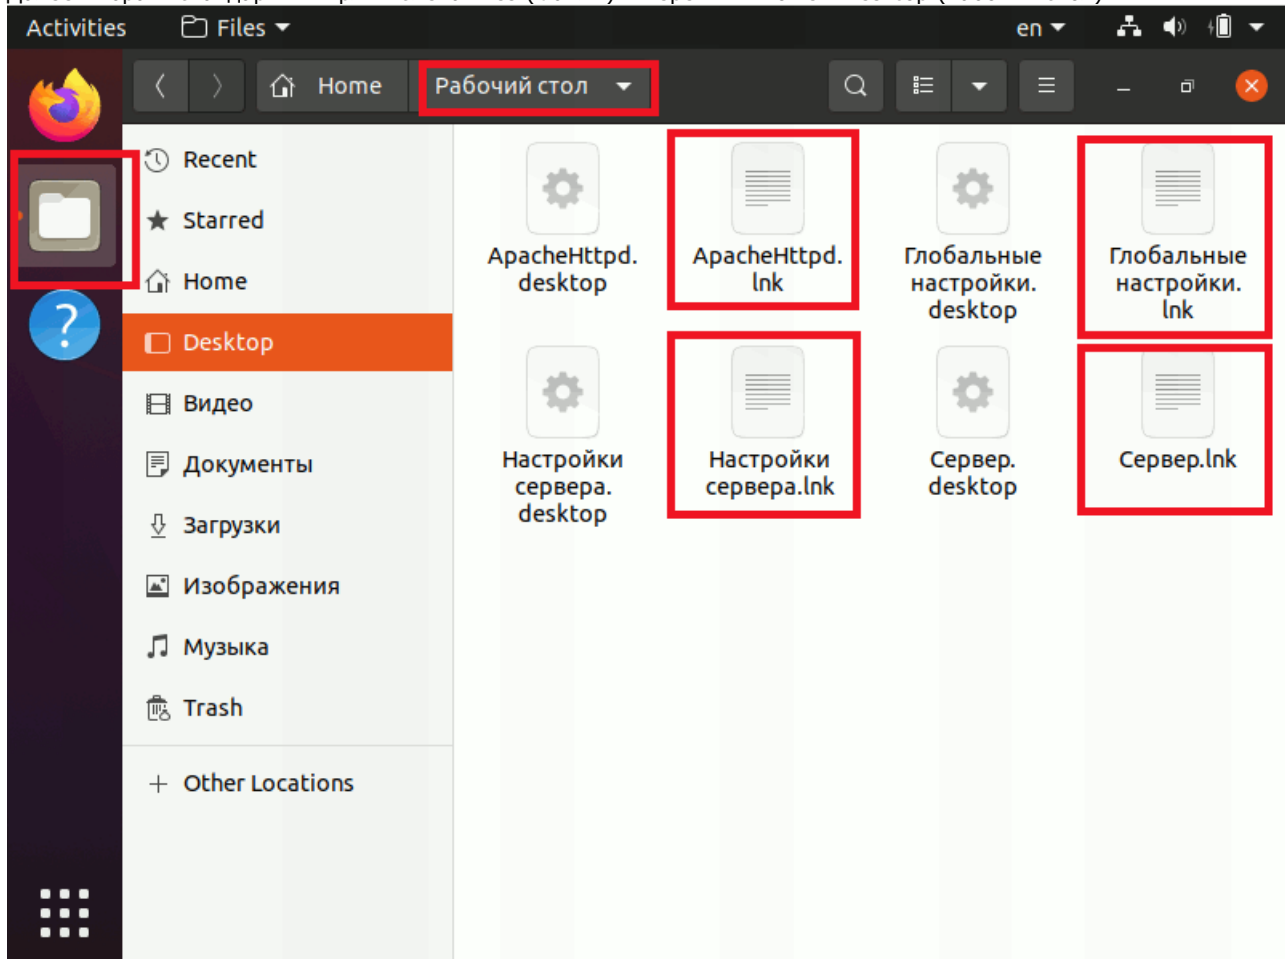 Activities Files en
Home Рабочий стол
Recent
Starred
Home
Desktop
Видео
Документы
Загрузки
Изображения
Музыка
Trash
Other Locations
ApacheHttpd.
desktop
ApacheHttpd.
lnk
Глобальные
настройки.
desktop
Глобальные
настройки.
lnk
Настройки
сервера.
desktop
Настройки
сервера.lnk
Сервер.
desktop
Сервер.lnk